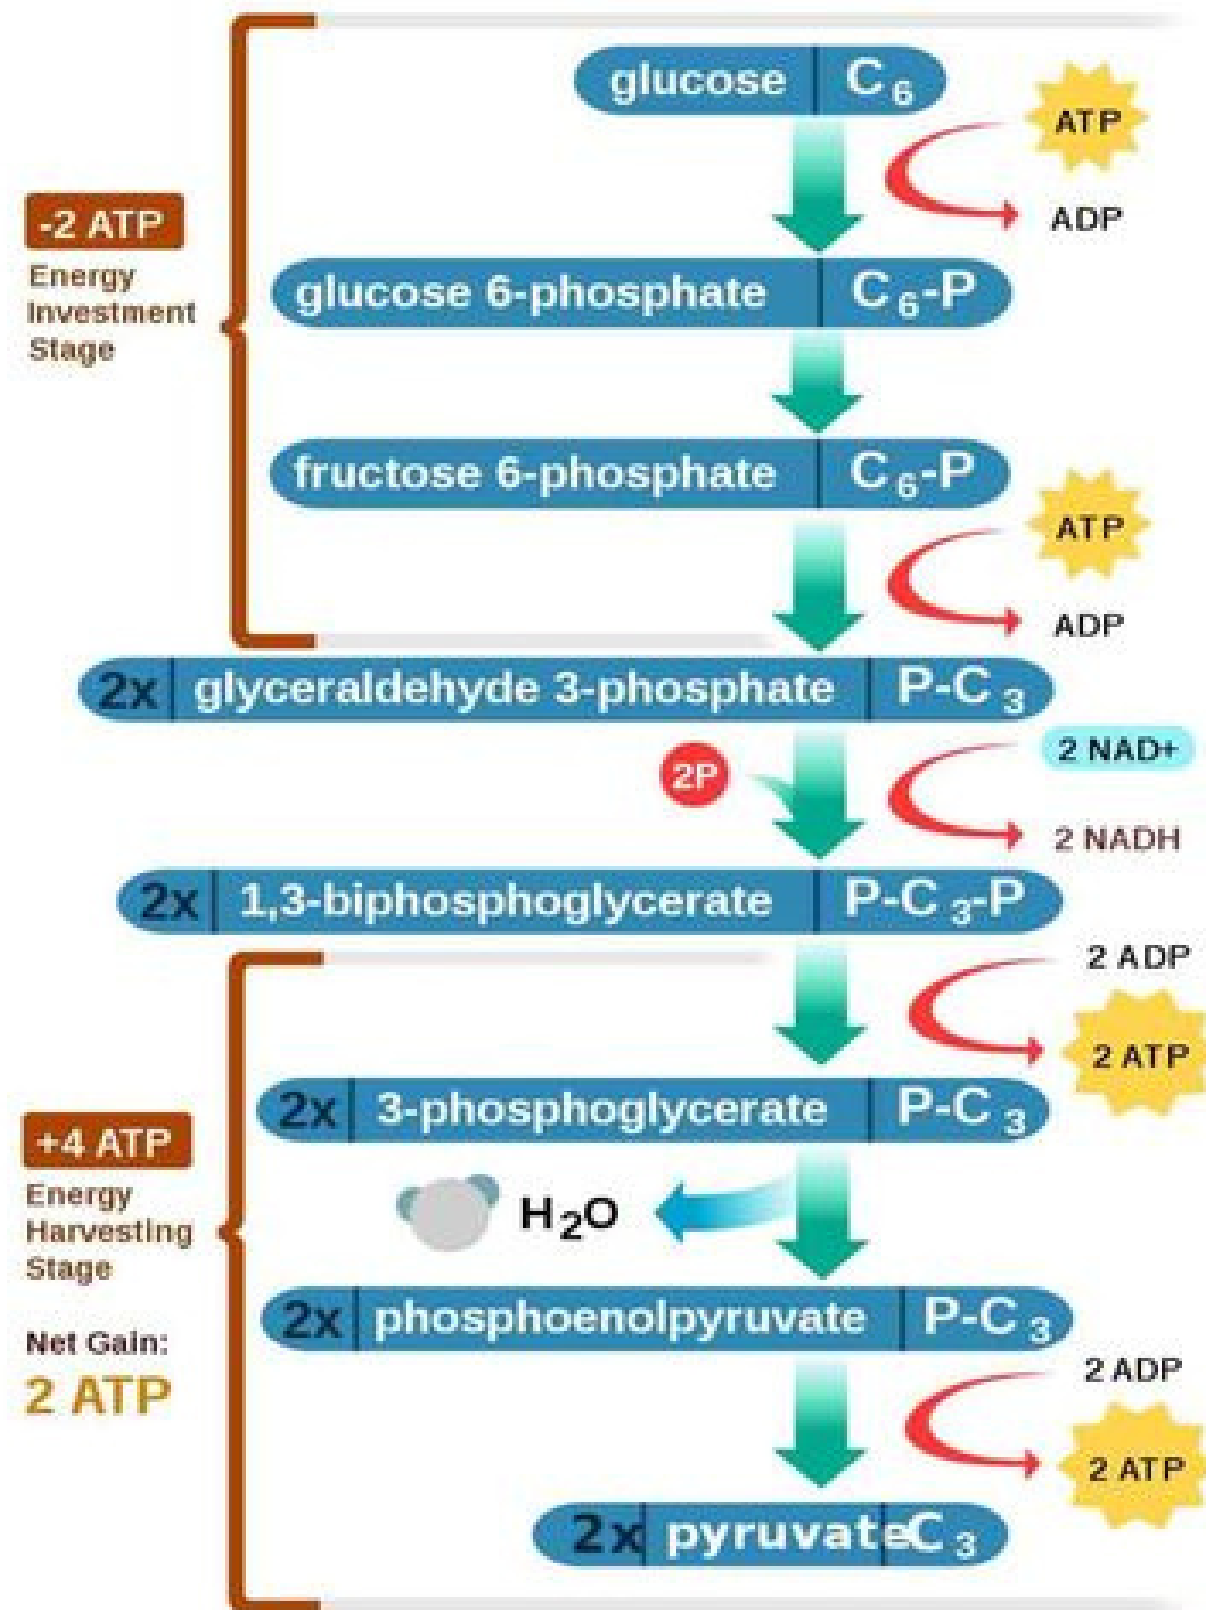 glucose C6
ATP
ADP
-2 ATP
Energy
Investment
Stage
glucose 6-phosphate C6-P
fructose 6-phosphate C6-P
ATP
ADP
2x glyceraldehyde 3-phosphate P-C3
2P
2 NAD+
2 NADH
2x 1,3-biphosphoglycerate P-C3-P
2 ADP
2 ATP
2x 3-phosphoglycerate P-C3
+4 ATP
Energy
Harvesting
Stage
H2O
2x phosphoenolpyruvate P-C3
Net Gain:
2 ATP
2 ADP
2 ATP
2x pyruvate C3